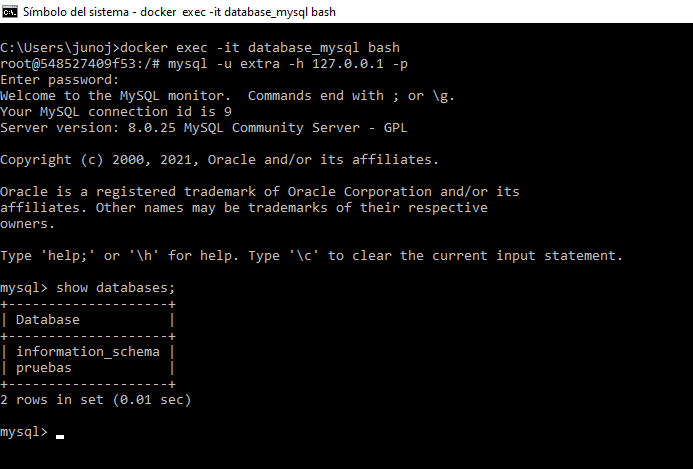 Símbolo del sistema - docker exec -it database_mysql bash
C:\Users\junoj>docker exec -it database_mysql bash
root@548527409f53:/# mysql -u extra -h 127.0.0.1 -p
Enter password:
Welcome to the MySQL monitor.  Commands end with ; or \g.
Your MySQL connection id is 9
Server version: 8.0.25 MySQL Community Server - GPL
Copyright (c) 2000, 2021, Oracle and/or its affiliates.
Oracle is a registered trademark of Oracle Corporation and/or its
affiliates. Other names may be trademarks of their respective
owners.
Type 'help;' or '\h' for help. Type '\c' to clear the current input statement.
mysql> show databases;
+--------------------+
| Database           |
+--------------------+
| information_schema |
| pruebas            |
+--------------------+
2 rows in set (0.01 sec)
mysql>